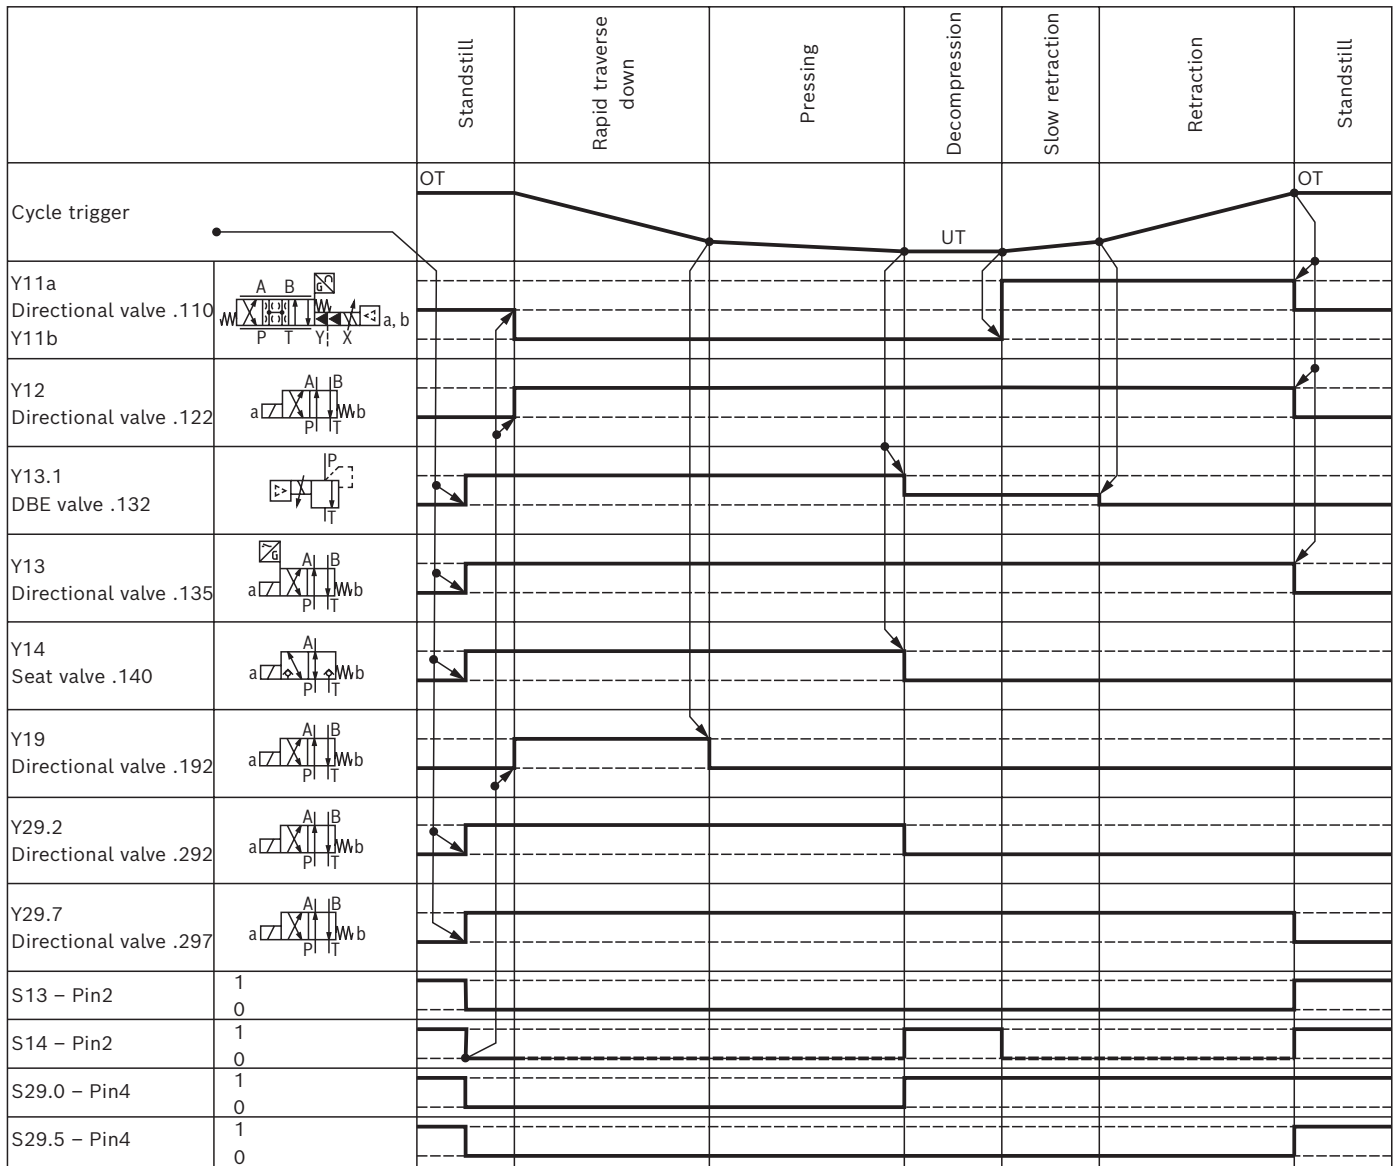 Standstill
Rapid traverse
down
Pressing
Decompression
Slow retraction
Retraction
Standstill
OT
OT
Cycle trigger
UT
Y11a
Directional valve .110
Y11b
A B
G
P T Y X
a, b
Y12
Directional valve .122
A B
a b
P T
Y13.1
DBE valve .132
P
T
Y13
Directional valve .135
G
A B
a b
P T
Y14
Seat valve .140
A
a b
P T
Y19
Directional valve .192
A B
a b
P T
Y29.2
Directional valve .292
A B
a b
P T
Y29.7
Directional valve .297
A B
a b
P T
S13 – Pin2
1
0
S14 – Pin2
1
0
S29.0 – Pin4
1
0
S29.5 – Pin4
1
0